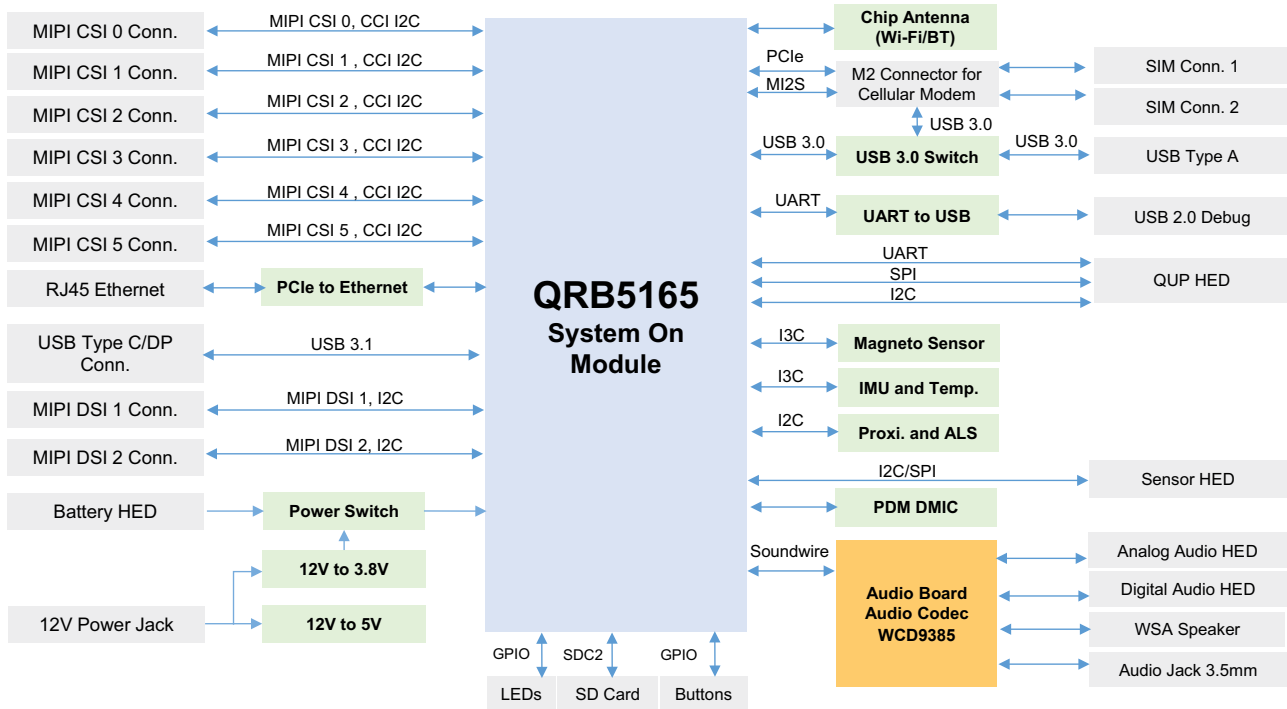 MIPI CSI 0 Conn.
MIPI CSI 0, CCI I2C
MIPI CSI 1 Conn.
MIPI CSI 1 , CCI I2C
MIPI CSI 2 Conn.
MIPI CSI 2 , CCI I2C
MIPI CSI 3 Conn.
MIPI CSI 3 , CCI I2C
MIPI CSI 4 Conn.
MIPI CSI 4 , CCI I2C
MIPI CSI 5 Conn.
MIPI CSI 5 , CCI I2C
RJ45 Ethernet
PCIe to Ethernet
USB Type C/DP
Conn.
USB 3.1
MIPI DSI 1 Conn.
MIPI DSI 1, I2C
MIPI DSI 2 Conn.
MIPI DSI 2, I2C
Battery HED
Power Switch
12V to 3.8V
12V Power Jack
12V to 5V
QRB5165
System On
Module
GPIO
SDC2
GPIO
LEDs
SD Card
Buttons
Chip Antenna
(Wi-Fi/BT)
PCIe
MI2S
M2 Connector for
Cellular Modem
SIM Conn. 1
SIM Conn. 2
USB 3.0
USB 3.0
USB 3.0 Switch
USB 3.0
USB Type A
UART
UART to USB
USB 2.0 Debug
UART
SPI
I2C
QUP HED
I3C
Magneto Sensor
I3C
IMU and Temp.
I2C
Proxi. and ALS
I2C/SPI
Sensor HED
PDM DMIC
Soundwire
Audio Board
Audio Codec
WCD9385
Analog Audio HED
Digital Audio HED
WSA Speaker
Audio Jack 3.5mm